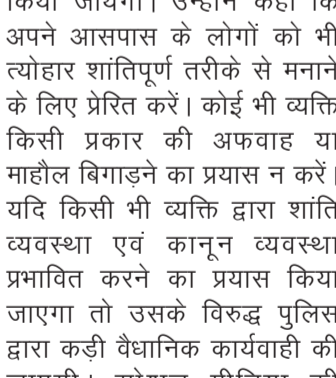 किया जायेगा। उन्होंने कहा कि
अपने आसपास के लोगों को भी
त्योहार शांतिपूर्ण तरीके से मनाने
के लिए प्रेरित करें। कोई भी व्यक्ति
किसी प्रकार की अफवाह या
माहौल बिगाड़ने का प्रयास न करें।
यदि किसी भी व्यक्ति द्वारा शांति
व्यवस्था एवं कानून व्यवस्था
प्रभावित करने का प्रयास किया
जाएगा तो उसके विरुद्ध पुलिस
द्वारा कड़ी वैधानिक कार्यवाही की